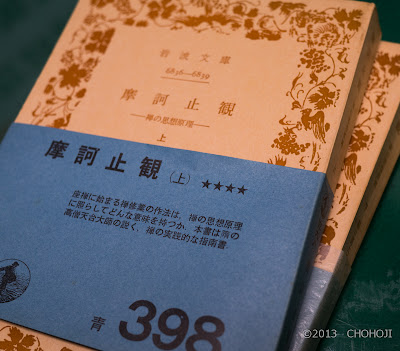 岩波文庫
6836-6839
摩訶止観
—禅の思想原理—
上
摩訶止観(上) ★★★★
座禅に始まる禅修業の作法は、禅の思想原理
に照らしてどんな意味を持つか。本書は隋の
高僧天台大師の説く、禅の実践的な指南書。
青 398
©2013 CHOHOJI